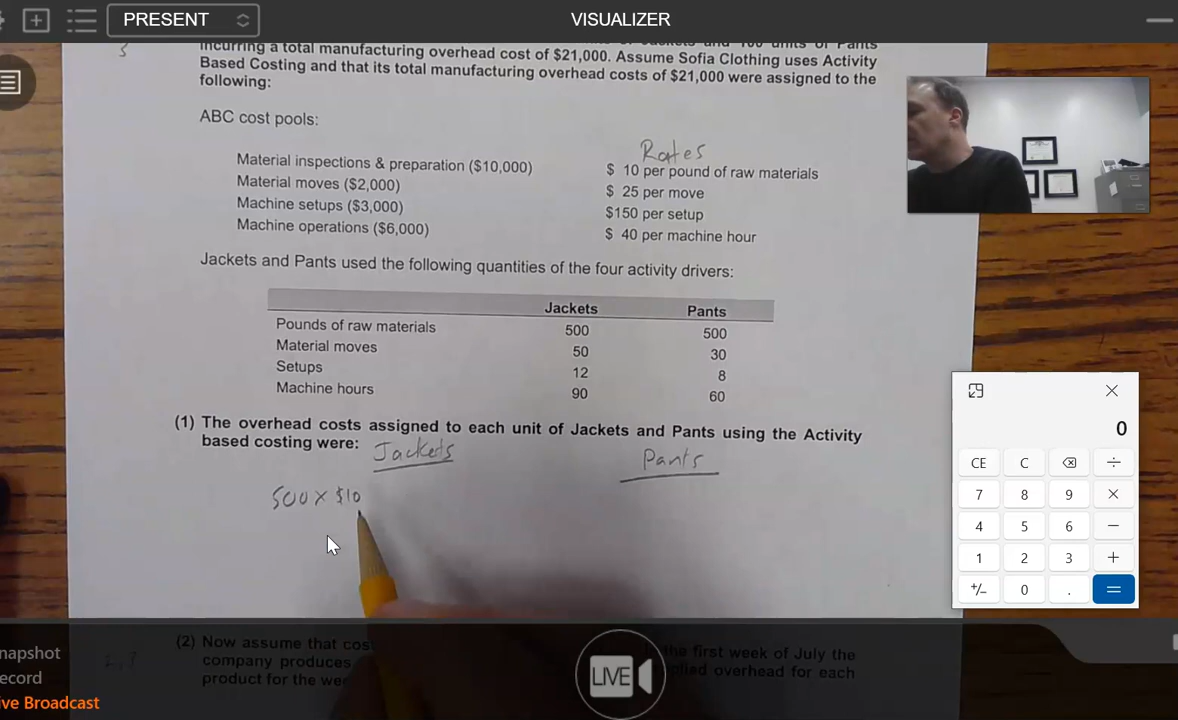 PRESENT
VISUALIZER
incurring a total manufacturing overhead cost of $21,000. Assume Sofia Clothing uses Activity
Based Costing and that its total manufacturing overhead costs of $21,000 were assigned to the
following:
ABC cost pools:
Rates
Material inspections & preparation ($10,000) $ 10 per pound of raw materials
Material moves ($2,000) $ 25 per move
Machine setups ($3,000) $150 per setup
Machine operations ($6,000) $ 40 per machine hour
Jackets and Pants used the following quantities of the four activity drivers:
Jackets Pants
Pounds of raw materials 500 500
Material moves 50 30
Setups 12 8
Machine hours 90 60
(1) The overhead costs assigned to each unit of Jackets and Pants using the Activity
based costing were:
Jackets Pants
500 x $10
0
CE C ÷
7 8 9 ×
4 5 6 −
1 2 3 +
+/− 0 . =
(2) Now assume that cos the first week of July the
company produces plied overhead for each
product for the we
napshot
ecord
ive Broadcast
LIVE